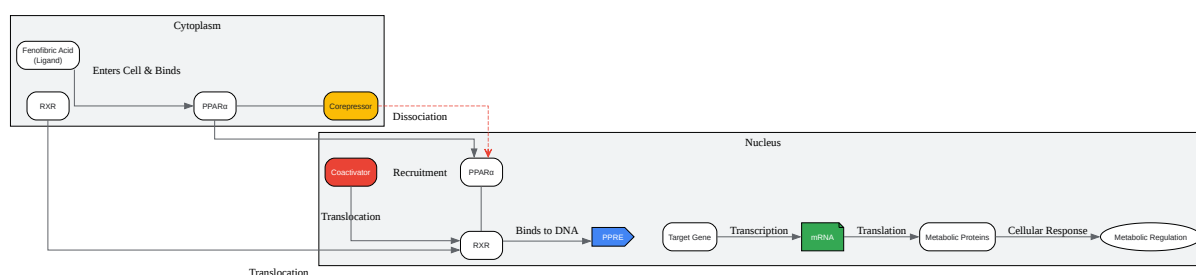 Cytoplasm
Fenofibric Acid
(Ligand)
Enters Cell & Binds
RXR
PPARα
Corepressor
Dissociation
Nucleus
Coactivator
Recruitment
PPARα
Translocation
RXR
Binds to DNA
PPRE
Target Gene
Transcription
mRNA
Translation
Metabolic Proteins
Cellular Response
Metabolic Regulation
Translocation